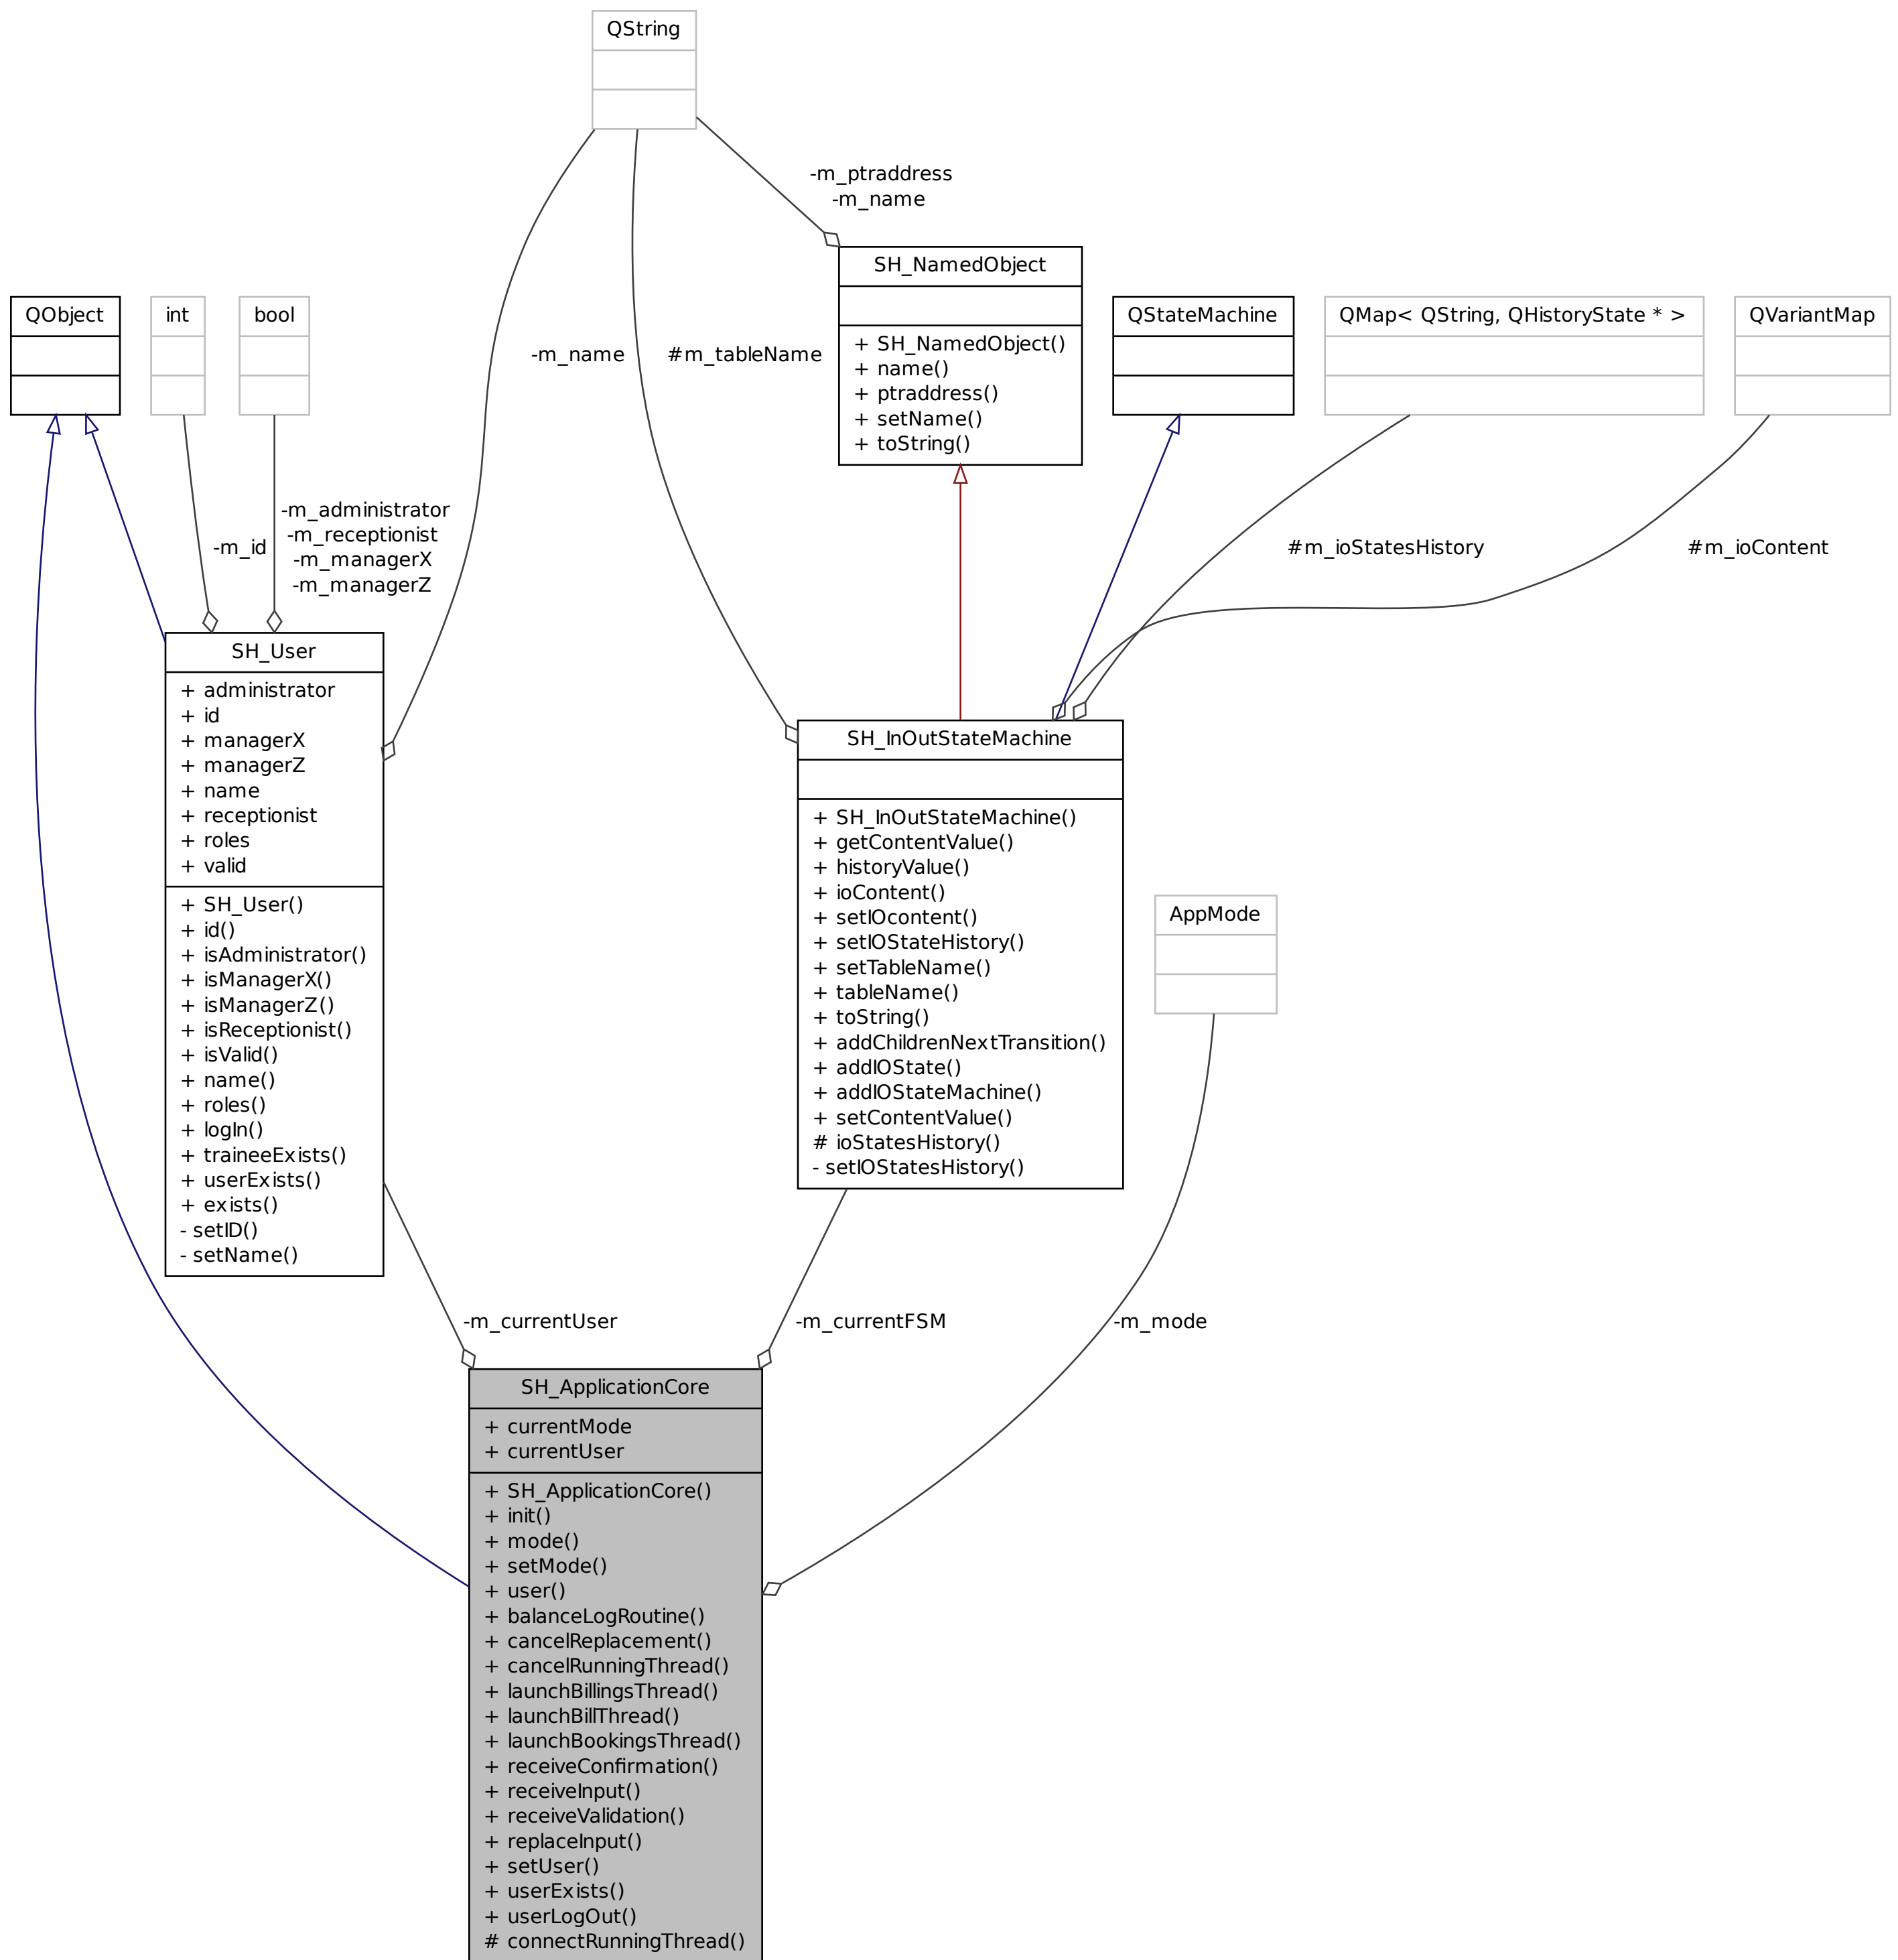 QString
-m_ptraddress
-m_name
SH_NamedObject
+ SH_NamedObject()
+ name()
+ ptraddress()
+ setName()
+ toString()
QObject
int
bool
QStateMachine
QMap< QString, QHistoryState * >
QVariantMap
-m_name
#m_tableName
-m_id
-m_administrator
-m_receptionist
-m_managerX
-m_managerZ
#m_ioStatesHistory
#m_ioContent
SH_User
+ administrator
+ id
+ managerX
+ managerZ
+ name
+ receptionist
+ roles
+ valid
+ SH_User()
+ id()
+ isAdministrator()
+ isManagerX()
+ isManagerZ()
+ isReceptionist()
+ isValid()
+ name()
+ roles()
+ logIn()
+ traineeExists()
+ userExists()
+ exists()
- setID()
- setName()
SH_InOutStateMachine
+ SH_InOutStateMachine()
+ getContentValue()
+ historyValue()
+ ioContent()
+ setIOcontent()
+ setIOStateHistory()
+ setTableName()
+ tableName()
+ toString()
+ addChildrenNextTransition()
+ addIOState()
+ addIOStateMachine()
+ setContentValue()
# ioStatesHistory()
- setIOStatesHistory()
AppMode
-m_currentUser
-m_currentFSM
-m_mode
SH_ApplicationCore
+ currentMode
+ currentUser
+ SH_ApplicationCore()
+ init()
+ mode()
+ setMode()
+ user()
+ balanceLogRoutine()
+ cancelReplacement()
+ cancelRunningThread()
+ launchBillingsThread()
+ launchBillThread()
+ launchBookingsThread()
+ receiveConfirmation()
+ receiveInput()
+ receiveValidation()
+ replaceInput()
+ setUser()
+ userExists()
+ userLogOut()
# connectRunningThread()